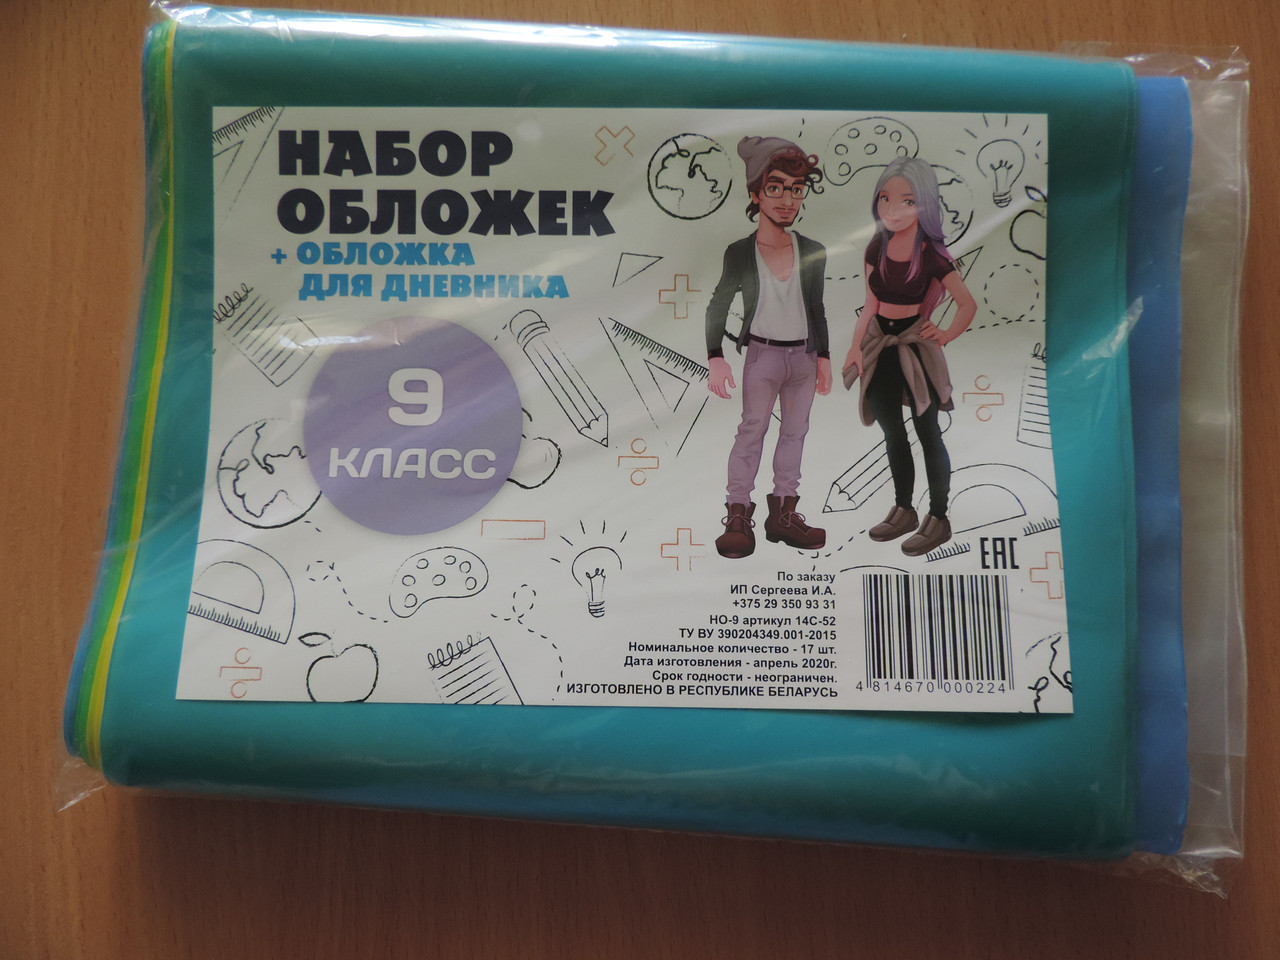 НАБОР
ОБЛОЖЕК
+ ОБЛОЖКА
ДЛЯ ДНЕВНИКА
9
КЛАСС
EAC
По заказу
ИП Сергеева И.А.
+375 29 350 93 31
НО-9 артикул 14С-52
ТУ BY 390204349.001-2015
Номинальное количество - 17 шт.
Дата изготовления - апрель 2020г.
Срок годности - неограничен.
ИЗГОТОВЛЕНО В РЕСПУБЛИКЕ БЕЛАРУСЬ
4 814670 000224